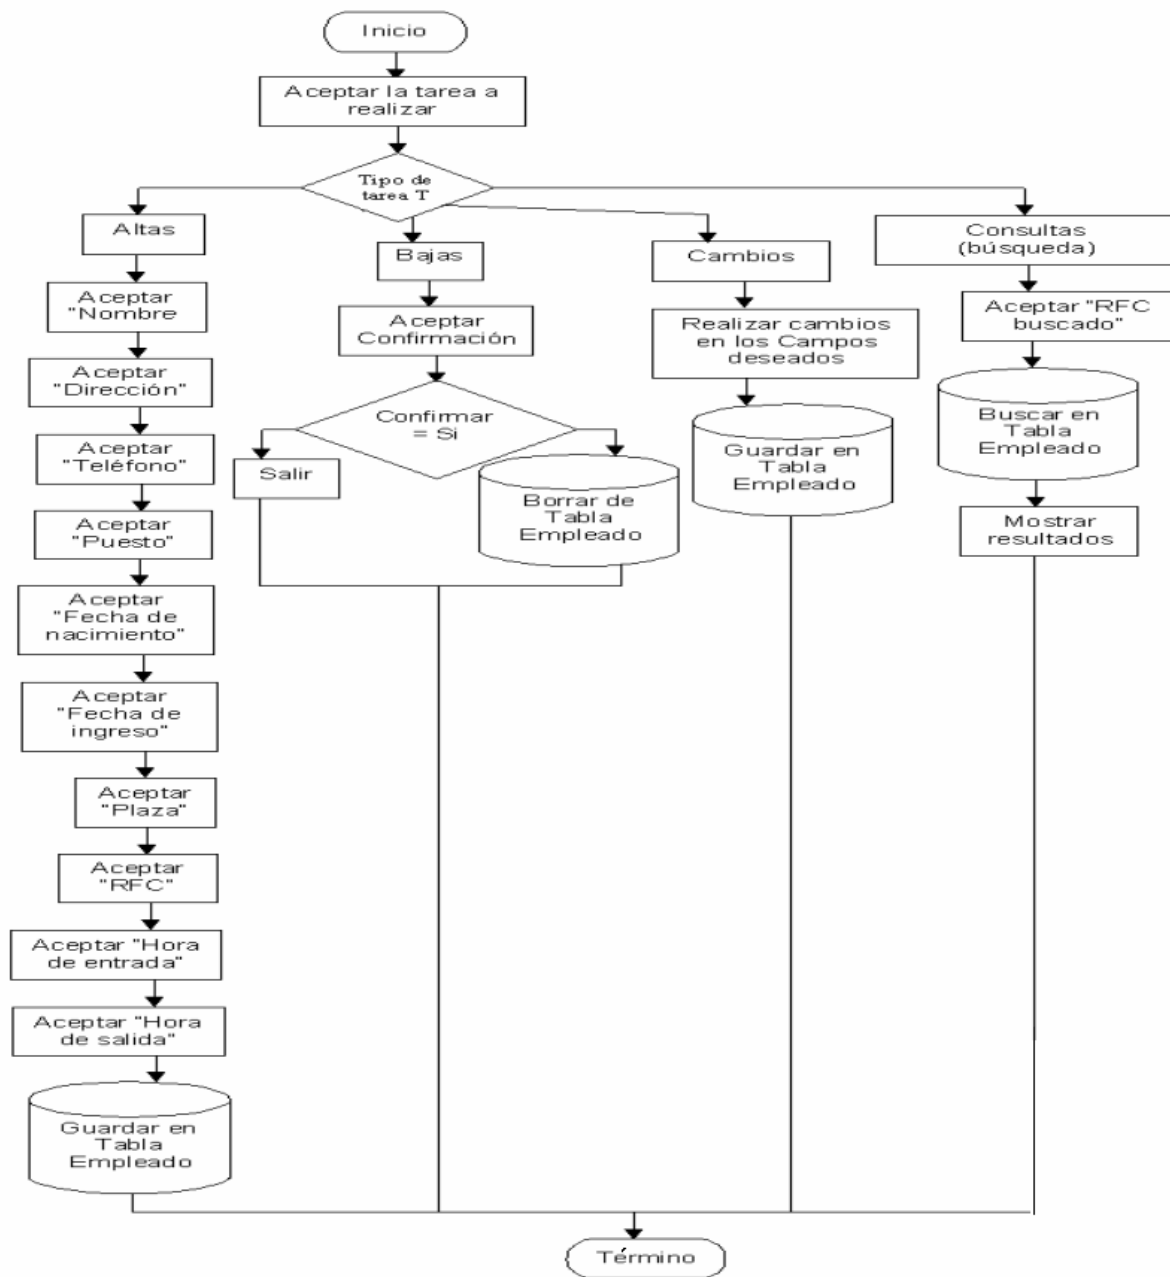 Inicio
Aceptar la tarea a
realizar
Tipo de
tarea T
Altas
Aceptar
"Nombre
Aceptar
"Dirección"
Aceptar
"Teléfono"
Aceptar
"Puesto"
Aceptar
"Fecha de
nacimiento"
Aceptar
"Fecha de
ingreso"
Aceptar
"Plaza"
Aceptar
"RFC"
Aceptar "Hora
de entrada"
Aceptar "Hora
de salida"
Guardar en
Tabla
Empleado
Bajas
Aceptar
Confirmación
Confirmar
= Si
Salir
Borrar de
Tabla
Empleado
Cambios
Realizar cambios
en los Campos
deseados
Guardar en
Tabla
Empleado
Consultas
(búsqueda)
Aceptar "RFC
buscado"
Buscar en
Tabla
Empleado
Mostrar
resultados
Término